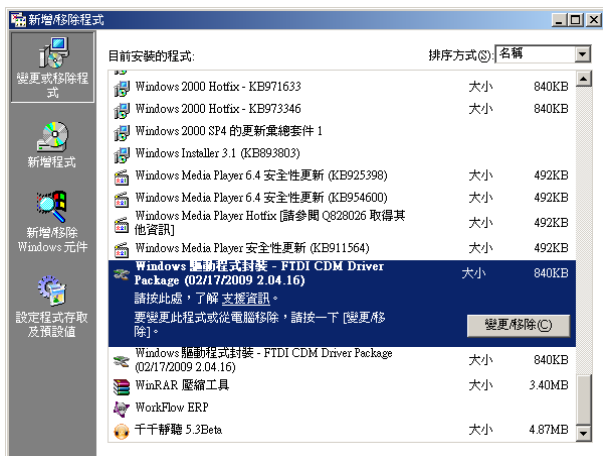 新增/移除程式
變更或移除程
式
新增程式
新增/移除
Windows 元件
設定程式存取
及預設值
目前安裝的程式:
排序方式(S): 名稱
Windows 2000 Hotfix - KB971633 大小 840KB
Windows 2000 Hotfix - KB973346 大小 840KB
Windows 2000 SP4 的更新彙總套件 1
Windows Installer 3.1 (KB893803)
Windows Media Player 6.4 安全性更新 (KB925398) 大小 492KB
Windows Media Player 6.4 安全性更新 (KB954600) 大小 492KB
Windows Media Player Hotfix [請參閱 Q828026 取得其
他資訊] 大小 492KB
Windows Media Player 安全性更新 (KB911564) 大小 492KB
Windows 驅動程式封裝 - FTDI CDM Driver
Package (02/17/2009 2.04.16) 大小 840KB
請按此處，了解 支援資訊。
要變更此程式或從電腦移除，請按一下 [變更/移
除]。
變更/移除(C)
Windows 驅動程式封裝 - FTDI CDM Driver Package
(02/17/2009 2.04.16) 大小 840KB
WinRAR 壓縮工具 大小 3.40MB
WorkFlow ERP
千千靜聽 5.3Beta 大小 4.87MB